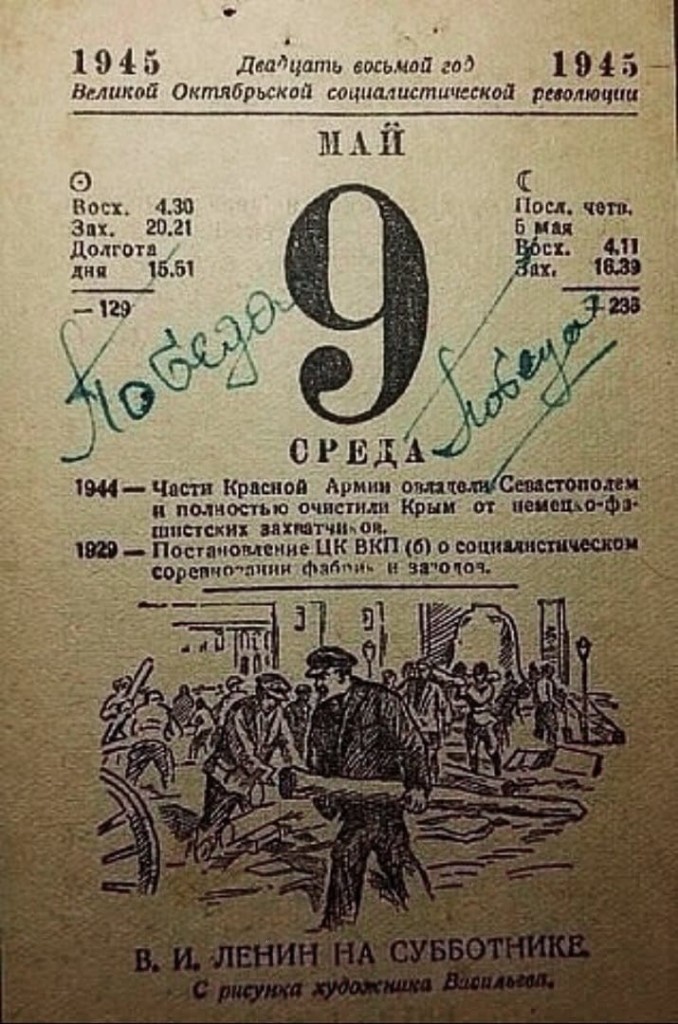 1945 Двадцать восьмой год 1945
Великой Октябрьской социалистической революции
МАЙ
Восх. 4.30
Зах. 20.21
Долгота
дня 15.51
— 129
9
☾
Посл. четв.
5 мая
Восх. 4.11
Зах. 16.39
+ 236
Победа
Победа
СРЕДА
1944 — Части Красной Армии овладели Севастополем
и полностью очистили Крым от немецко-фа-
шистских захватчиков.
1929 — Постановление ЦК ВКП (б) о социалистическом
соревновании фабрик и заводов.
В. И. ЛЕНИН НА СУББОТНИКЕ.
С рисунка художника Васильева.